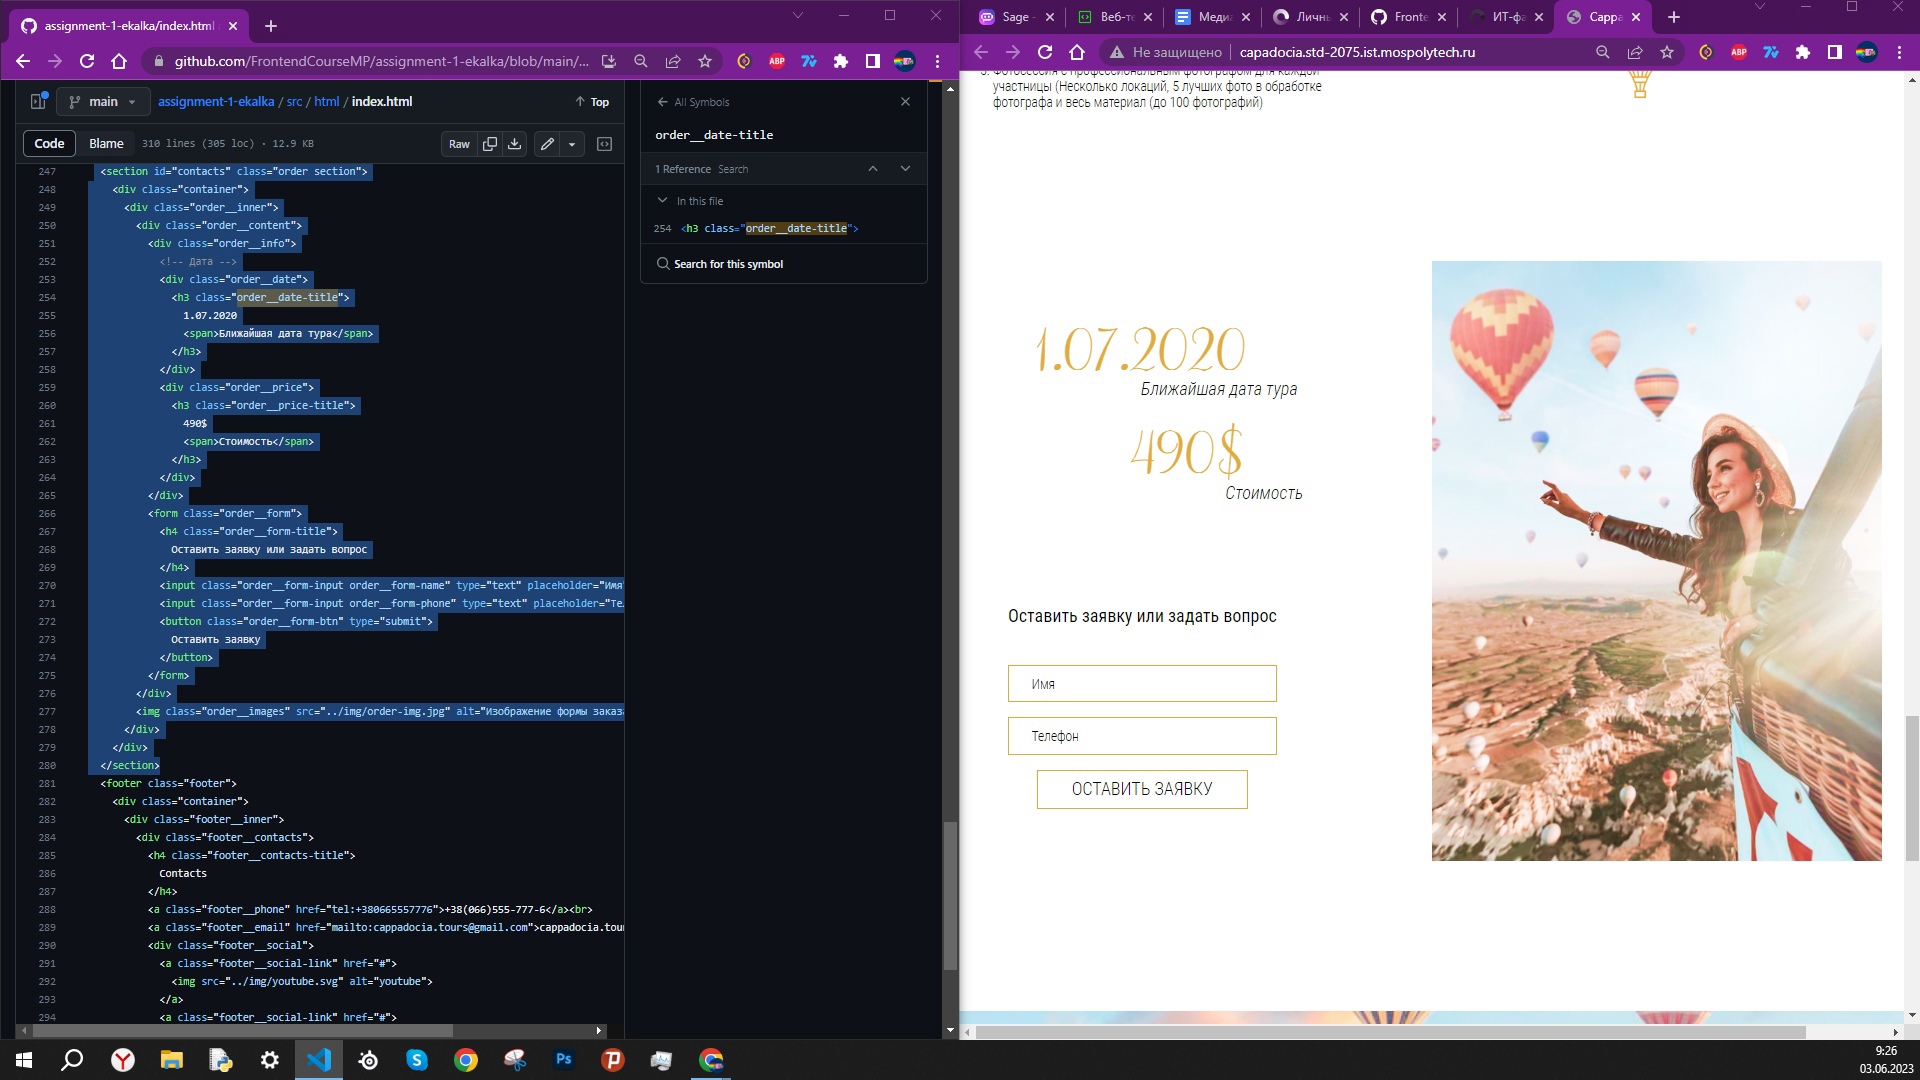 assignment-1-ekalka/index.html
github.com/FrontendCourseMP/assignment-1-ekalka/blob/main/...
main
assignment-1-ekalka / src / html / index.html
Top
Code
Blame
310 lines (305 loc) · 12.9 KB
Raw
247 <section id="contacts" class="order section">
248 <div class="container">
249 <div class="order__inner">
250 <div class="order__content">
251 <div class="order__info">
252 <!-- Дата -->
253 <div class="order__date">
254 <h3 class="order__date-title">
255 1.07.2020
256 <span>Ближайшая дата тура</span>
257 </h3>
258 </div>
259 <div class="order__price">
260 <h3 class="order__price-title">
261 490$
262 <span>Стоимость</span>
263 </h3>
264 </div>
265 </div>
266 <form class="order__form">
267 <h4 class="order__form-title">
268 Оставить заявку или задать вопрос
269 </h4>
270 <input class="order__form-input order__form-name" type="text" placeholder="Имя"
271 <input class="order__form-input order__form-phone" type="text" placeholder="Те
272 <button class="order__form-btn" type="submit">
273 Оставить заявку
274 </button>
275 </form>
276 </div>
277 <img class="order__images" src="../img/order-img.jpg" alt="Изображение формы заказ
278 </div>
279 </div>
280 </section>
281 <footer class="footer">
282 <div class="container">
283 <div class="footer__inner">
284 <div class="footer__contacts">
285 <h4 class="footer__contacts-title">
286 Contacts
287 </h4>
288 <a class="footer__phone" href="tel:+380665557776">+38(066)555-777-6</a><br>
289 <a class="footer__email" href="mailto:cappadocia.tours@gmail.com">cappadocia.tou
290 <div class="footer__social">
291 <a class="footer__social-link" href="#">
292 <img src="../img/youtube.svg" alt="youtube">
293 </a>
294 <a class="footer__social-link" href="#">
All Symbols
order__date-title
1 Reference Search
In this file
254 <h3 class="order__date-title">
Search for this symbol
Sage
Веб-т
Меди
Личн
Fronte
ИТ-ф
Capp
Не защищено
capadocia.std-2075.ist.mospolytech.ru
ABP
ABP
3. Фотосессия с профессиональным фотографом для каждой
участницы (Несколько локаций, 5 лучших фото в обработке
фотографа и весь материал (до 100 фотографий)
1.07.2020
Ближайшая дата тура
490$
Стоимость
Оставить заявку или задать вопрос
Имя
Телефон
ОСТАВИТЬ ЗАЯВКУ
Ps
9:26
03.06.2023